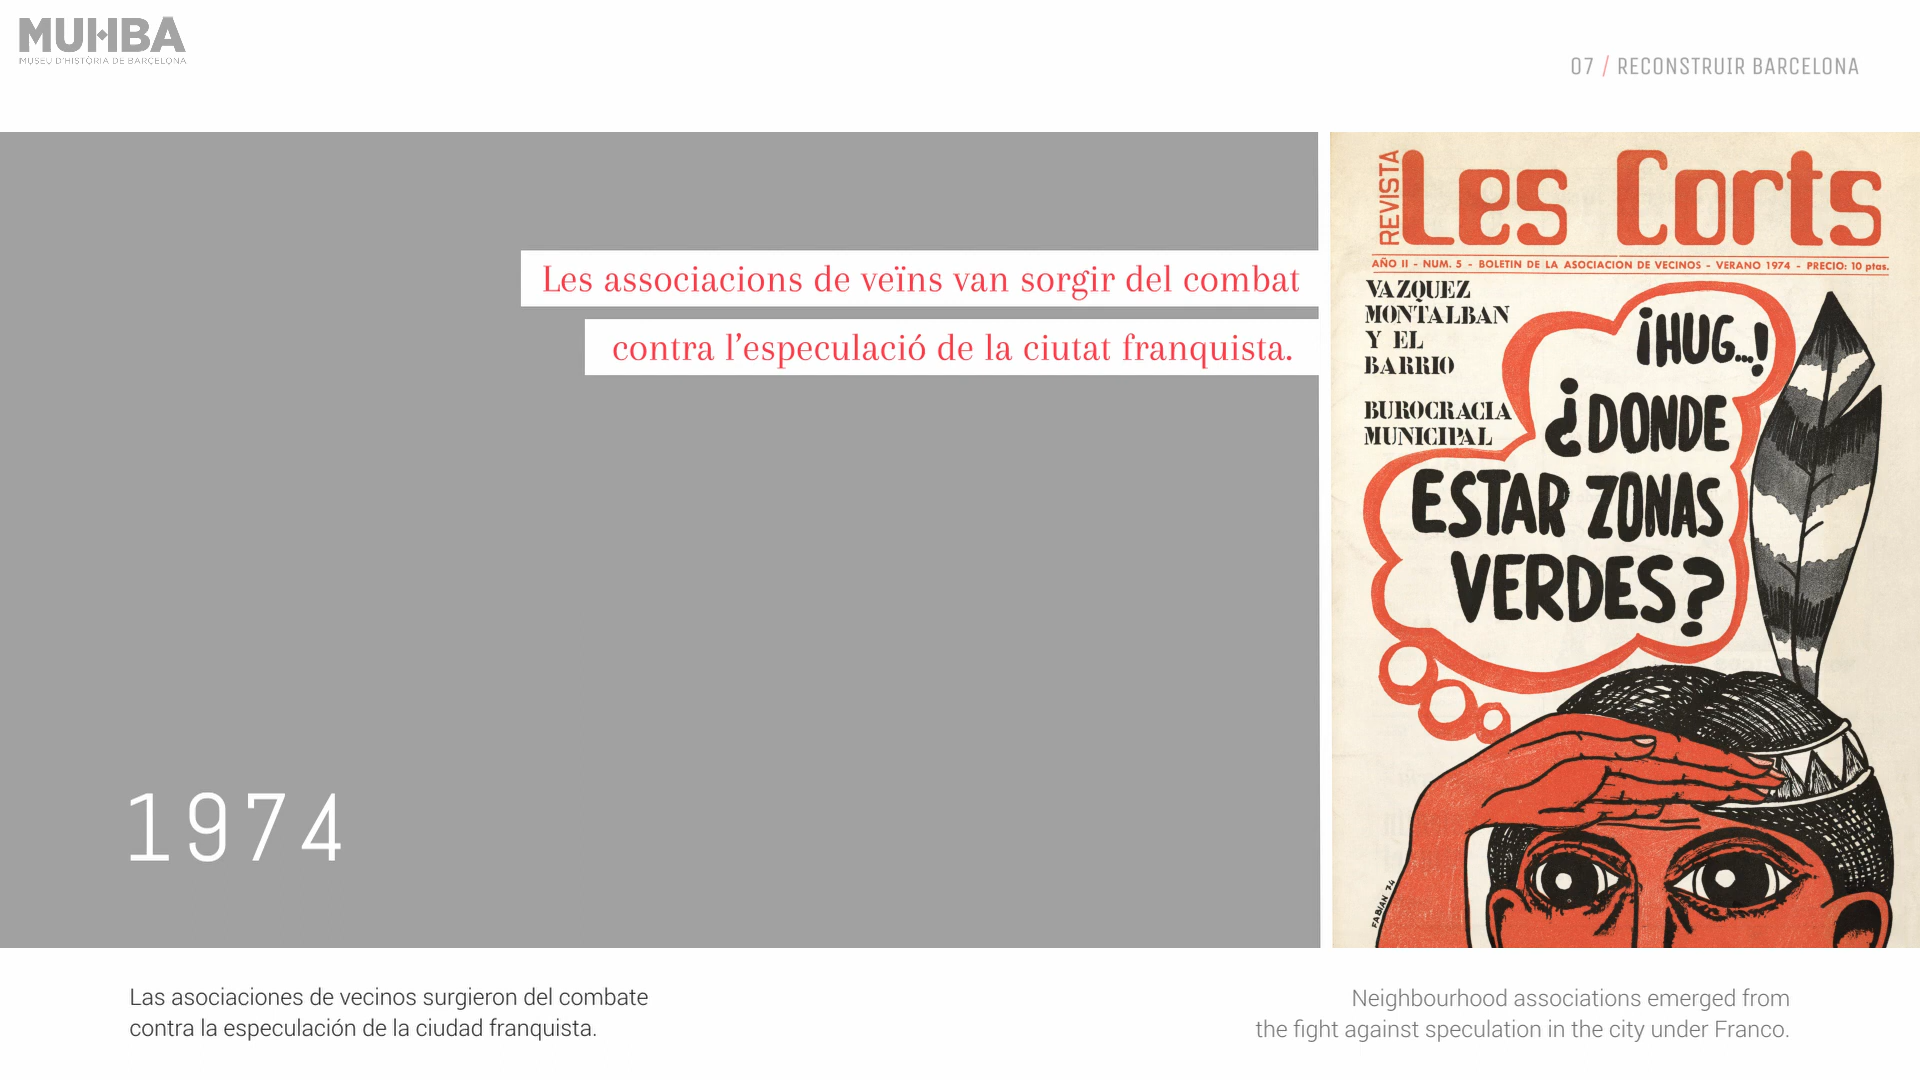 MUHBA
MUSEU D'HISTÒRIA DE BARCELONA
07 / RECONSTRUIR BARCELONA
Les associacions de veïns van sorgir del combat
contra l’especulació de la ciutat franquista.
1974
REVISTA
Les Corts
AÑO II - NUM. 5 - BOLETIN DE LA ASOCIACION DE VECINOS - VERANO 1974 - PRECIO: 10 ptas.
VAZQUEZ
MONTALBAN
Y EL
BARRIO
BUROCRACIA
MUNICIPAL
¡HUG...!
¿DONDE
ESTAR ZONAS
VERDES?
FABIAN 74
Las asociaciones de vecinos surgieron del combate
contra la especulación de la ciudad franquista.
Neighbourhood associations emerged from
the fight against speculation in the city under Franco.